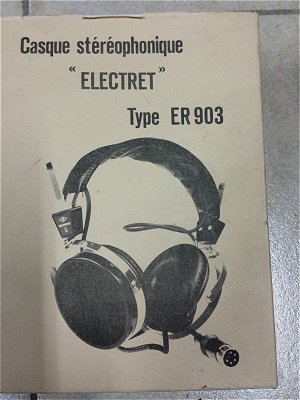 Casque stéréophonique
“ELECTRET”
Type ER 903